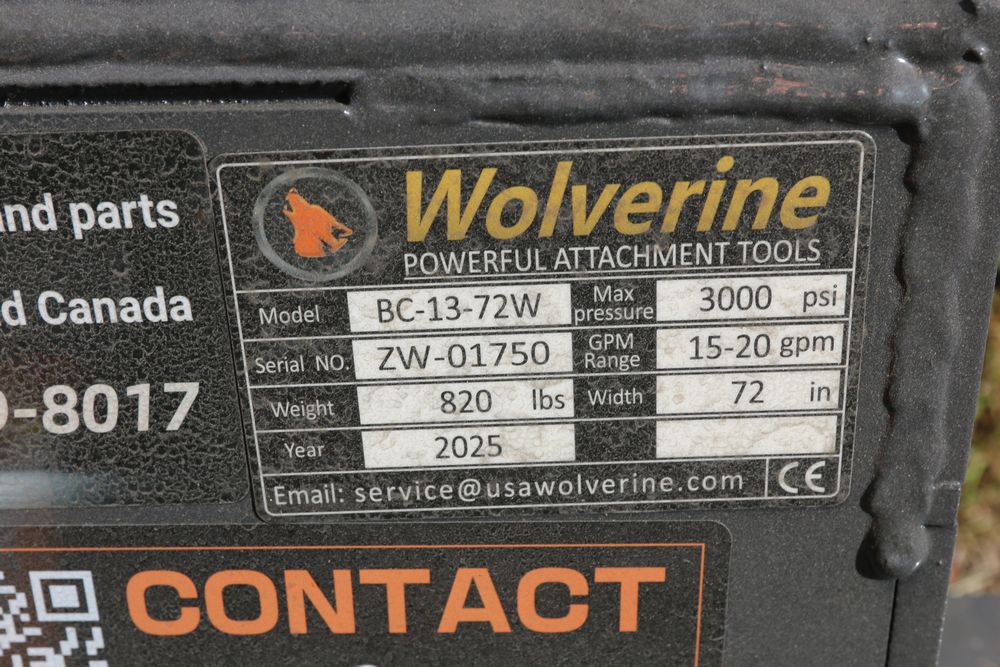 nd parts
d Canada
-8017
Wolverine
POWERFUL ATTACHMENT TOOLS
Model BC-13-72W Max pressure 3000 psi
Serial NO. ZW-01750 GPM Range 15-20 gpm
Weight 820 lbs Width 72 in
Year 2025
Email: service@usawolverine.com CE
CONTACT